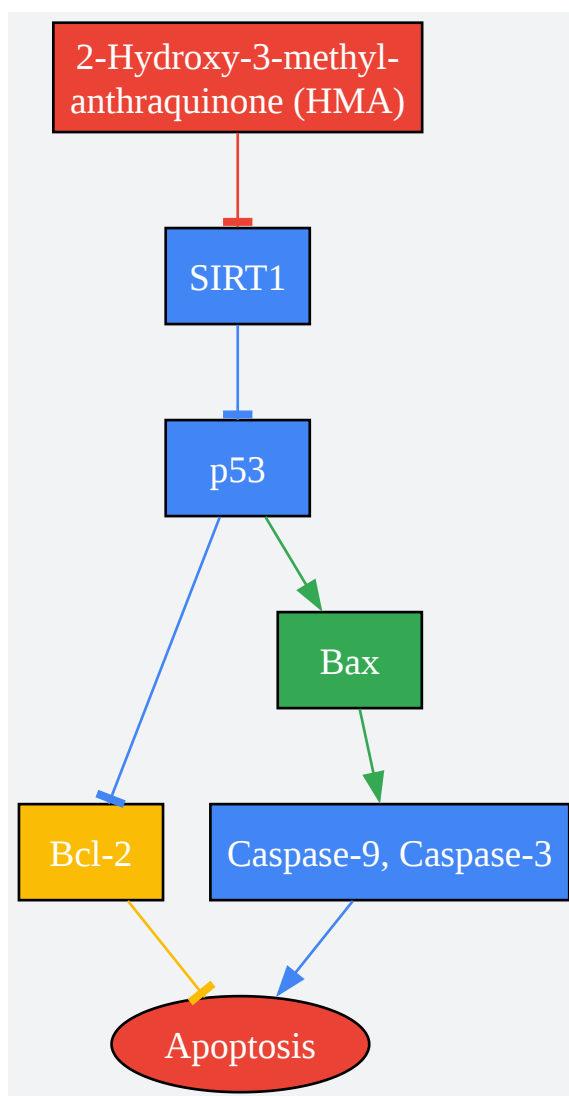 2-Hydroxy-3-methyl-
anthraquinone (HMA)
SIRT1
p53
Bax
Bcl-2
Caspase-9, Caspase-3
Apoptosis